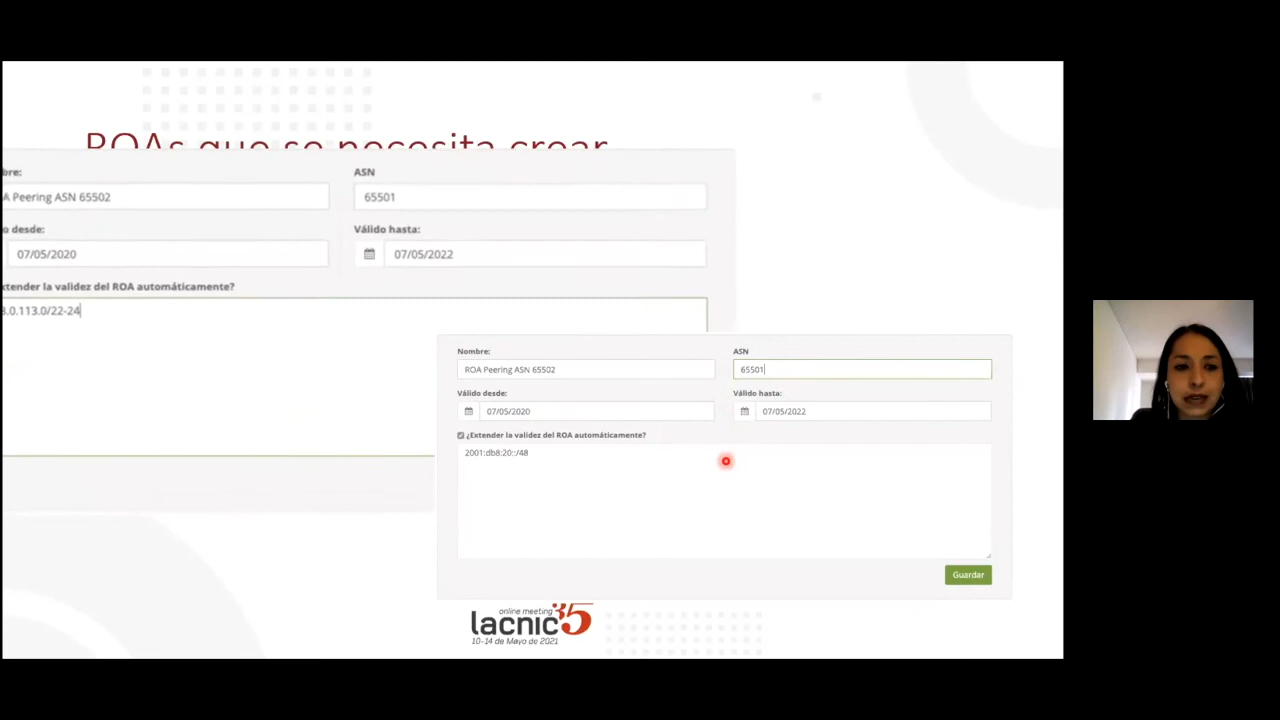 ROAs que se necesita crear
bre:
ASN
A Peering ASN 65502
65501
o desde:
Válido hasta:
07/05/2020
07/05/2022
xtender la validez del ROA automáticamente?
3.0.113.0/22-24
Nombre:
ASN
ROA Peering ASN 65502
65501
Válido desde:
Válido hasta:
07/05/2020
07/05/2022
¿Extender la validez del ROA automáticamente?
2001:db8:20::/48
Guardar
online meeting
lacnic35
10-14 de Mayo de 2021